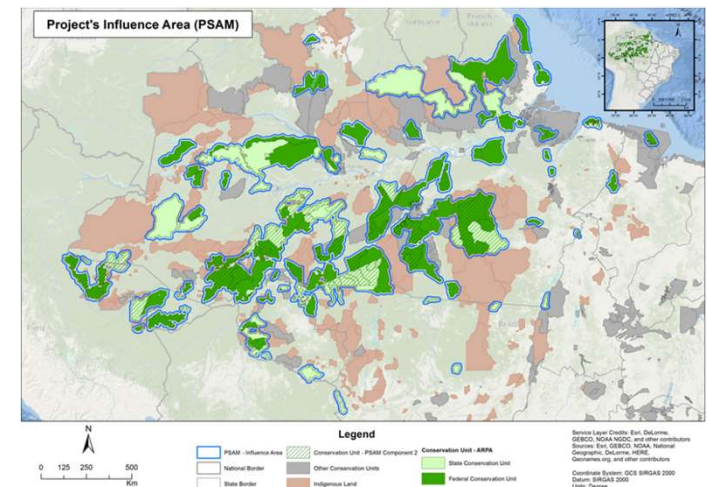 Project's Influence Area (PSAM)
N
0 125 250 500
Km
Legend
PSAM - Influence Area
National Border
State Border
Conservation Unit - PSAM Component 2
Other Conservation Units
Indigenous Land
Conservation Unit - ARPA
State Conservation Unit
Federal Conservation Unit
Service Layer Credits: Esri, DeLorme,
GEBCO, NOAA NGDC, and other contributors
Sources: Esri, GEBCO, NOAA, National
Geographic, DeLorme, HERE,
Geonames.org, and other contributors
Coordinate System: GCS SIRGAS 2000
Datum: SIRGAS 2000
Units: Degree